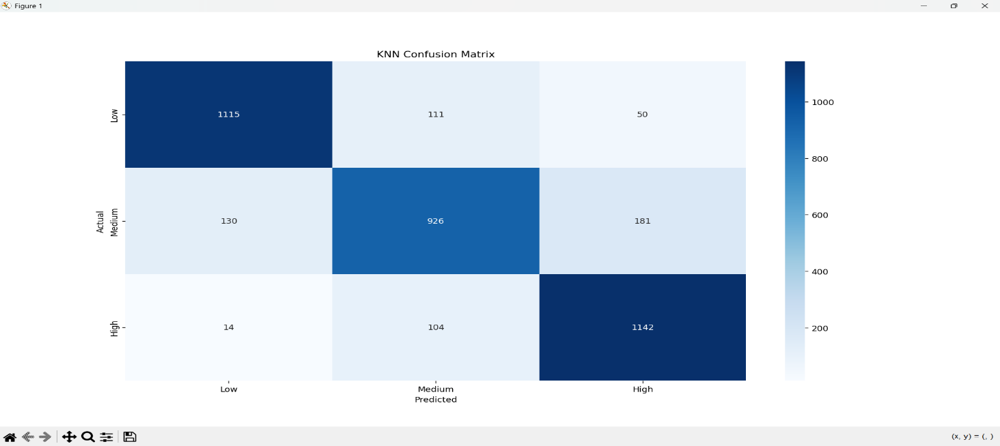 Figure 1
KNN Confusion Matrix
Low 1115 111 50
Actual
Medium 130 926 181
High 14 104 1142
Low Medium High
Predicted
1000
800
600
400
200
(x, y) = (, )